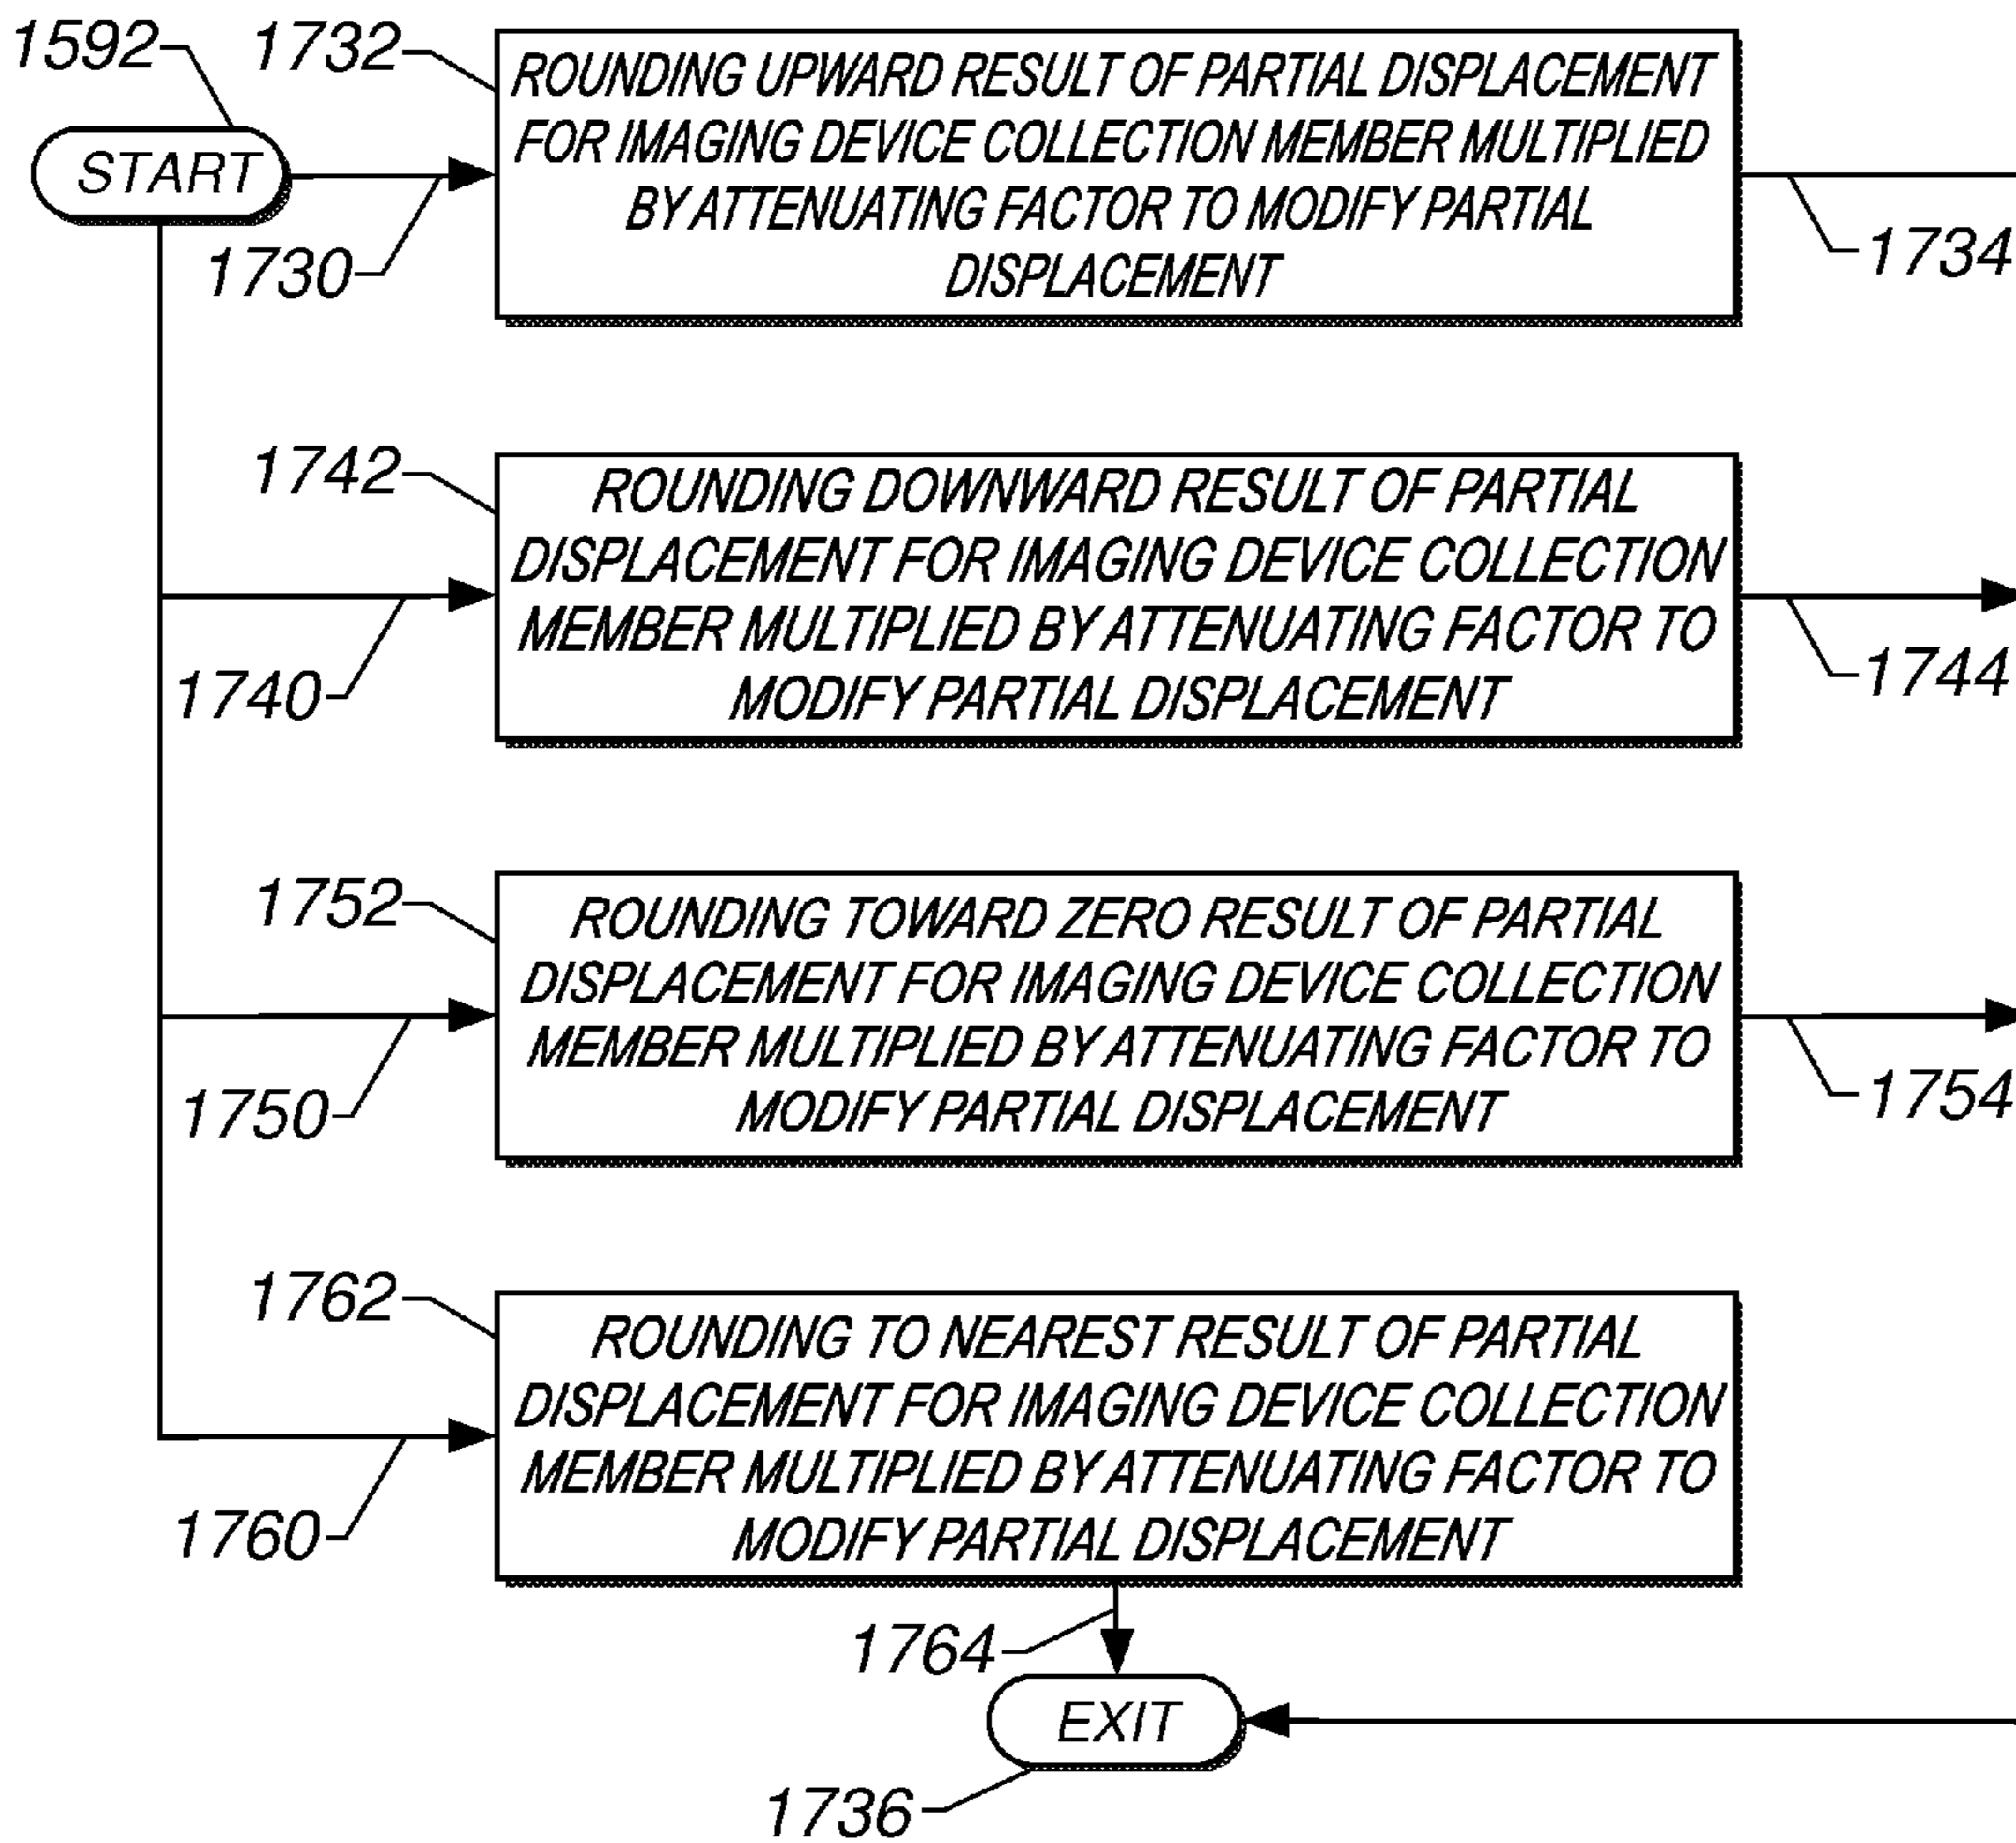 1592
1732
START
1730
ROUNDING UPWARD RESULT OF PARTIAL DISPLACEMENT
FOR IMAGING DEVICE COLLECTION MEMBER MULTIPLIED
BY ATTENUATING FACTOR TO MODIFY PARTIAL
DISPLACEMENT
1734
1742
1740
ROUNDING DOWNWARD RESULT OF PARTIAL
DISPLACEMENT FOR IMAGING DEVICE COLLECTION
MEMBER MULTIPLIED BY ATTENUATING FACTOR TO
MODIFY PARTIAL DISPLACEMENT
1744
1752
1750
ROUNDING TOWARD ZERO RESULT OF PARTIAL
DISPLACEMENT FOR IMAGING DEVICE COLLECTION
MEMBER MULTIPLIED BY ATTENUATING FACTOR TO
MODIFY PARTIAL DISPLACEMENT
1754
1762
1760
ROUNDING TO NEAREST RESULT OF PARTIAL
DISPLACEMENT FOR IMAGING DEVICE COLLECTION
MEMBER MULTIPLIED BY ATTENUATING FACTOR TO
MODIFY PARTIAL DISPLACEMENT
1764
EXIT
1736